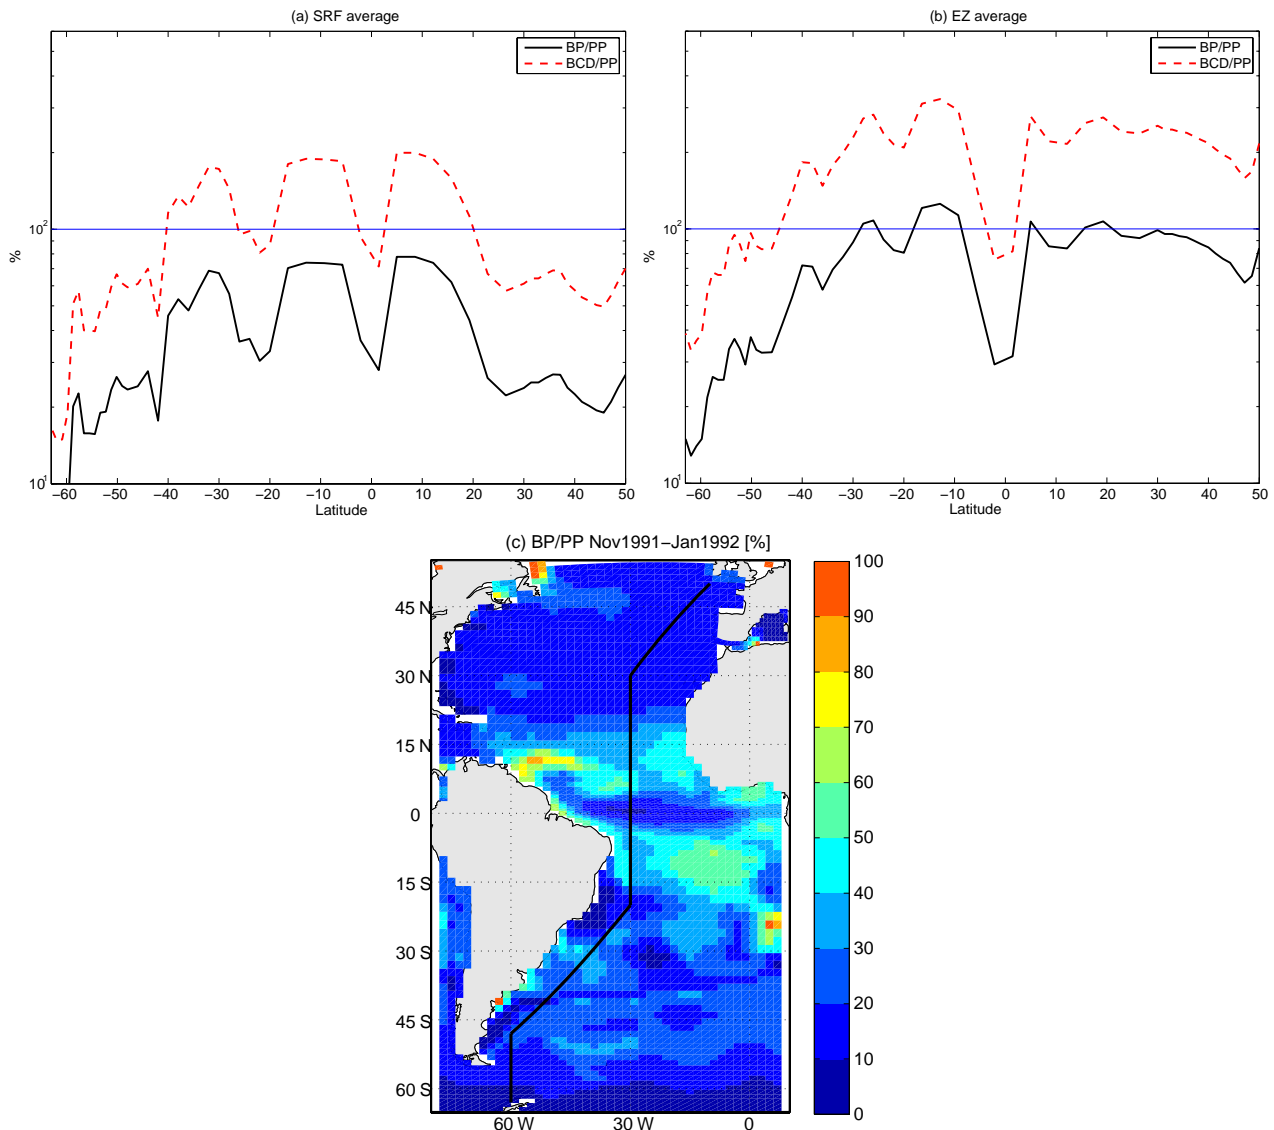 (a) SRF average
(b) EZ average
BP/PP
BCD/PP
BP/PP
BCD/PP
%
10²
10¹
−60 −50 −40 −30 −20 −10 0 10 20 30 40 50
Latitude
%
10²
10¹
−60 −50 −40 −30 −20 −10 0 10 20 30 40 50
Latitude
(c) BP/PP Nov1991−Jan1992 [%]
45 N
30 N
15 N
0
15 S
30 S
45 S
60 S
60 W 30 W 0
100
90
80
70
60
50
40
30
20
10
0